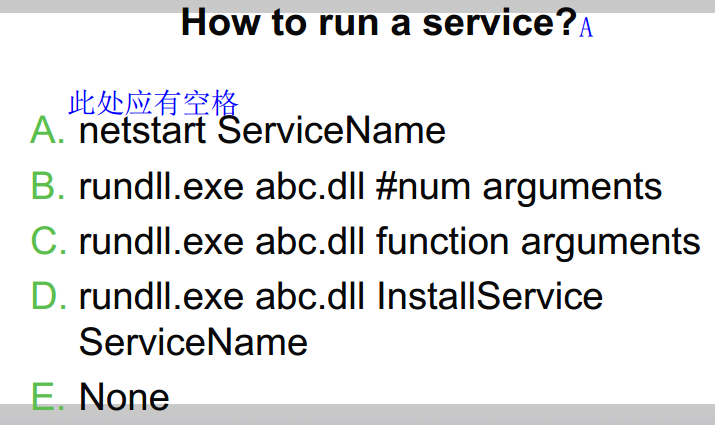 How to run a service?A
此处应有空格
A. netstart ServiceName
B. rundll.exe abc.dll #num arguments
C. rundll.exe abc.dll function arguments
D. rundll.exe abc.dll InstallService
ServiceName
E. None